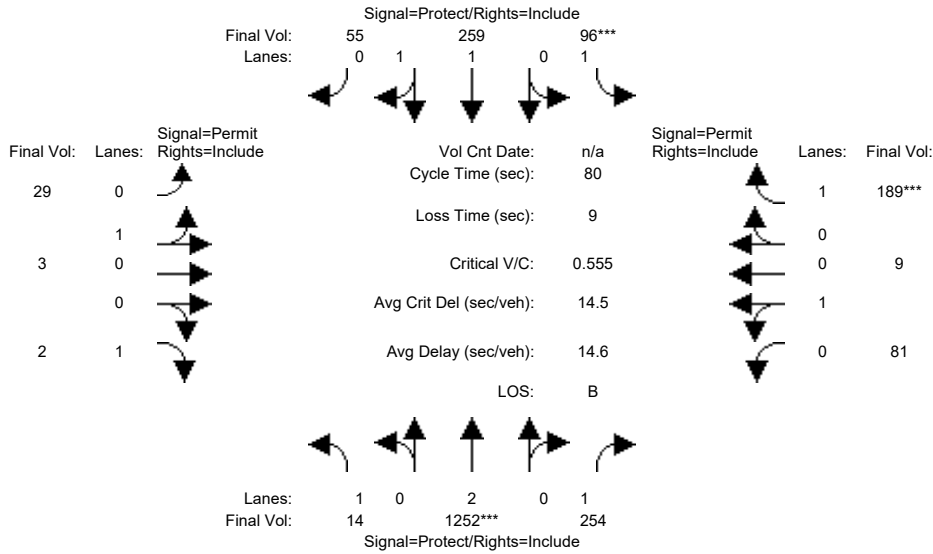 Signal=Protect/Rights=Include
Final Vol: 55 259 96***
Lanes: 0 1 1 0 1
Signal=Permit
Final Vol: Lanes: Rights=Include
Vol Cnt Date: n/a
Signal=Permit
Rights=Include Lanes: Final Vol:
Cycle Time (sec): 80
29 0
1 189***
Loss Time (sec): 9
1
0
3 0
Critical V/C: 0.555
0 9
0
Avg Crit Del (sec/veh): 14.5
1
2 1
Avg Delay (sec/veh): 14.6
0 81
LOS: B
Lanes: 1 0 2 0 1
Final Vol: 14 1252*** 254
Signal=Protect/Rights=Include